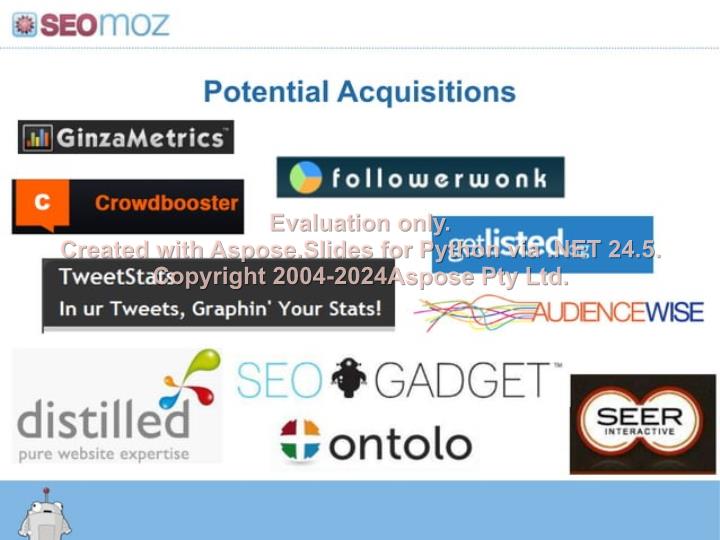 SEOmoz
Potential Acquisitions
GinzaMetrics™
followerwonk
C Crowdbooster
Evaluation only.
getlisted.org
Created with Aspose.Slides for Python via .NET 24.5.
Copyright 2004-2024Aspose Pty Ltd.
TweetStats
In ur Tweets, Graphin' Your Stats!
AUDIENCEWISE
SEO GADGET™
distilled
pure website expertise
ontolo
SEER
INTERACTIVE